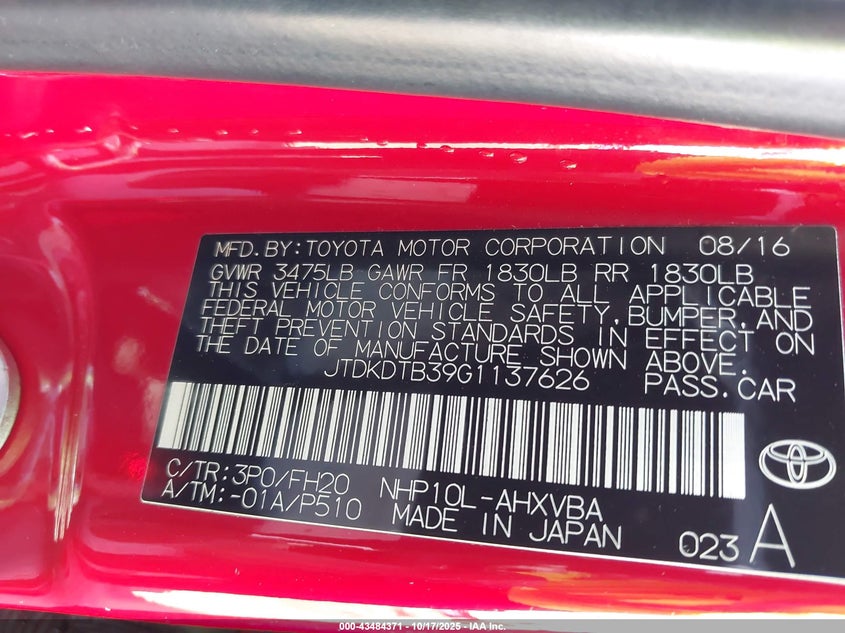 MFD.BY:TOYOTA MOTOR CORPORATION 08/16
GVWR 3475LB GAWR FR 1830LB RR 1830LB
THIS VEHICLE CONFORMS TO ALL APPLICABLE
FEDERAL MOTOR VEHICLE SAFETY,BUMPER,AND
THEFT PREVENTION STANDARDS IN EFFECT ON
THE DATE OF MANUFACTURE SHOWN ABOVE.
JTDKDTB39G1137626 PASS.CAR
C/TR:3P0/FH20 NHP10L-AHXVBA
A/TM:-01A/P510 MADE IN JAPAN
023 A
000-43484371 | 10/17/2025 | IAA Inc.